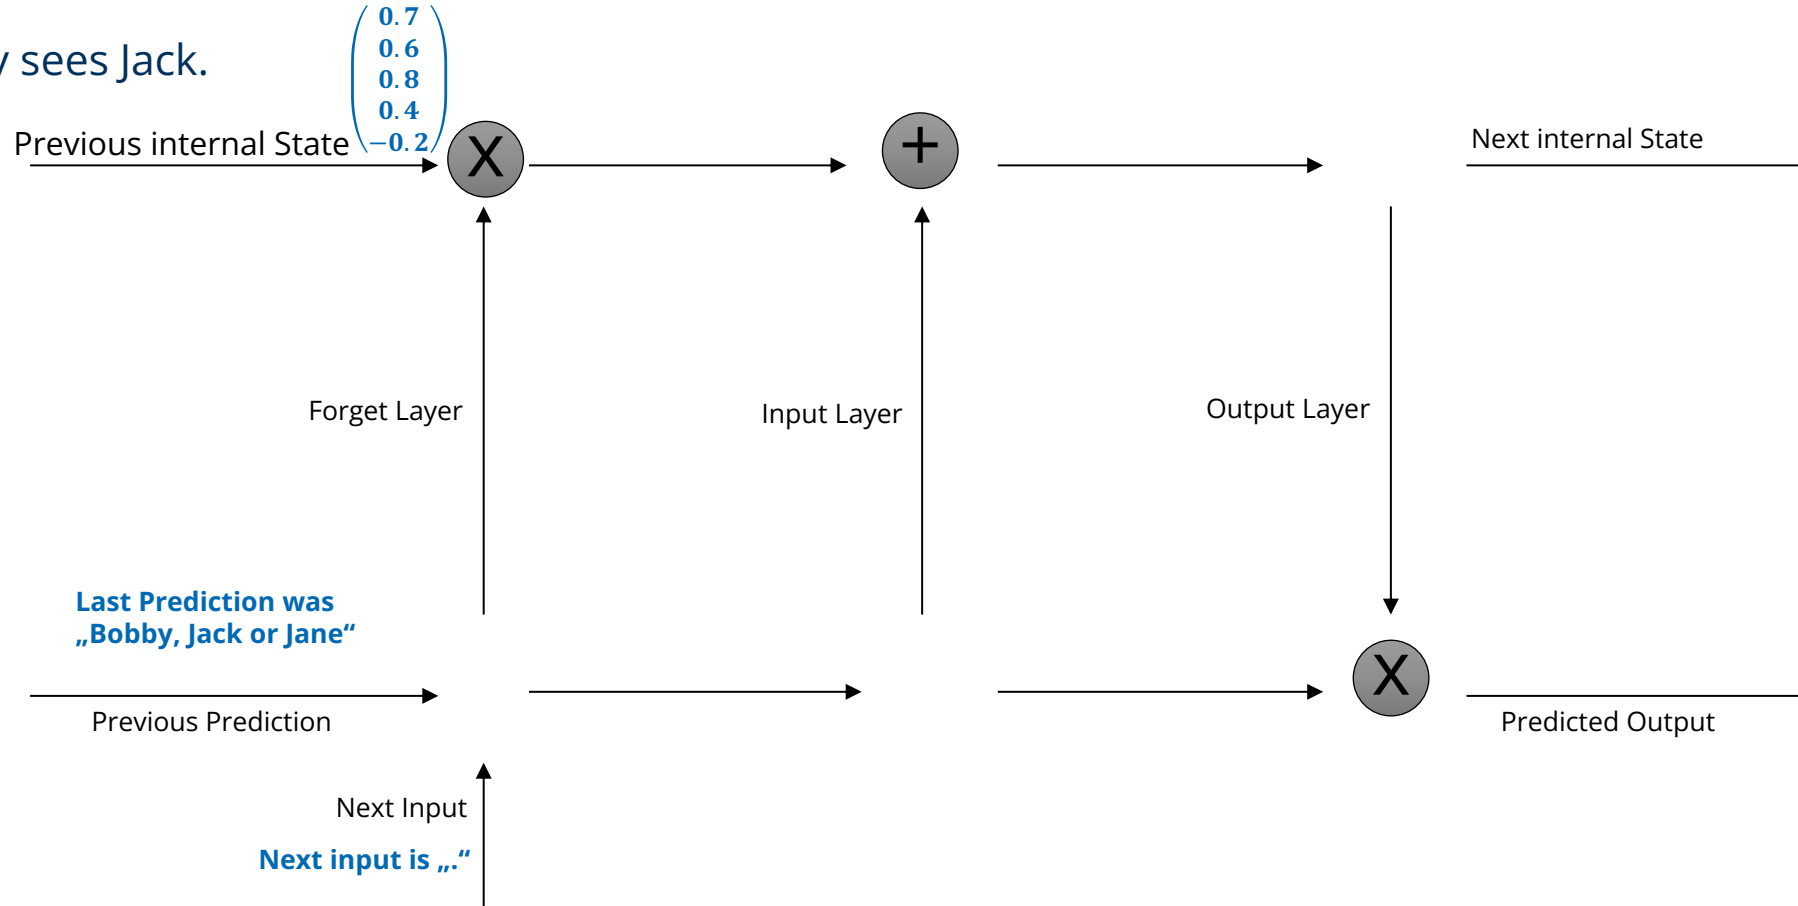 y sees Jack.
0.7
0.6
0.8
0.4
−0.2
Previous internal State
X
+
Next internal State
Forget Layer
Input Layer
Output Layer
Last Prediction was
„Bobby, Jack or Jane“
X
Previous Prediction
Predicted Output
Next Input
Next input is „.“